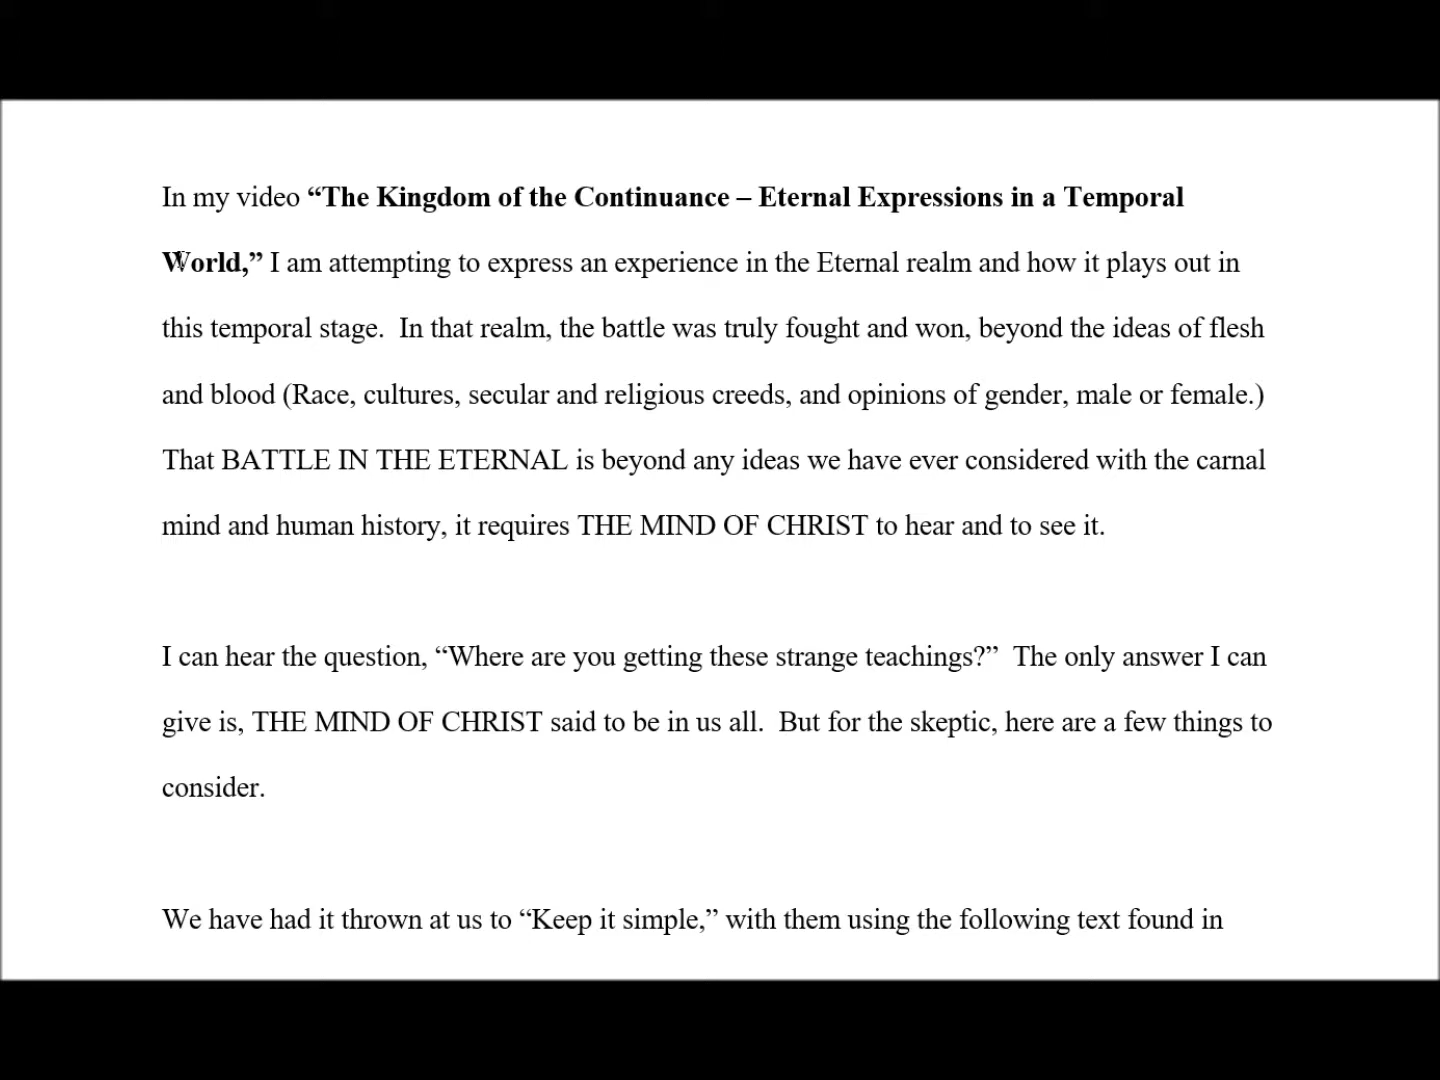 In my video “The Kingdom of the Continuance – Eternal Expressions in a Temporal
World,” I am attempting to express an experience in the Eternal realm and how it plays out in
this temporal stage.  In that realm, the battle was truly fought and won, beyond the ideas of flesh
and blood (Race, cultures, secular and religious creeds, and opinions of gender, male or female.)
That BATTLE IN THE ETERNAL is beyond any ideas we have ever considered with the carnal
mind and human history, it requires THE MIND OF CHRIST to hear and to see it.
I can hear the question, “Where are you getting these strange teachings?”  The only answer I can
give is, THE MIND OF CHRIST said to be in us all.  But for the skeptic, here are a few things to
consider.
We have had it thrown at us to “Keep it simple,” with them using the following text found in